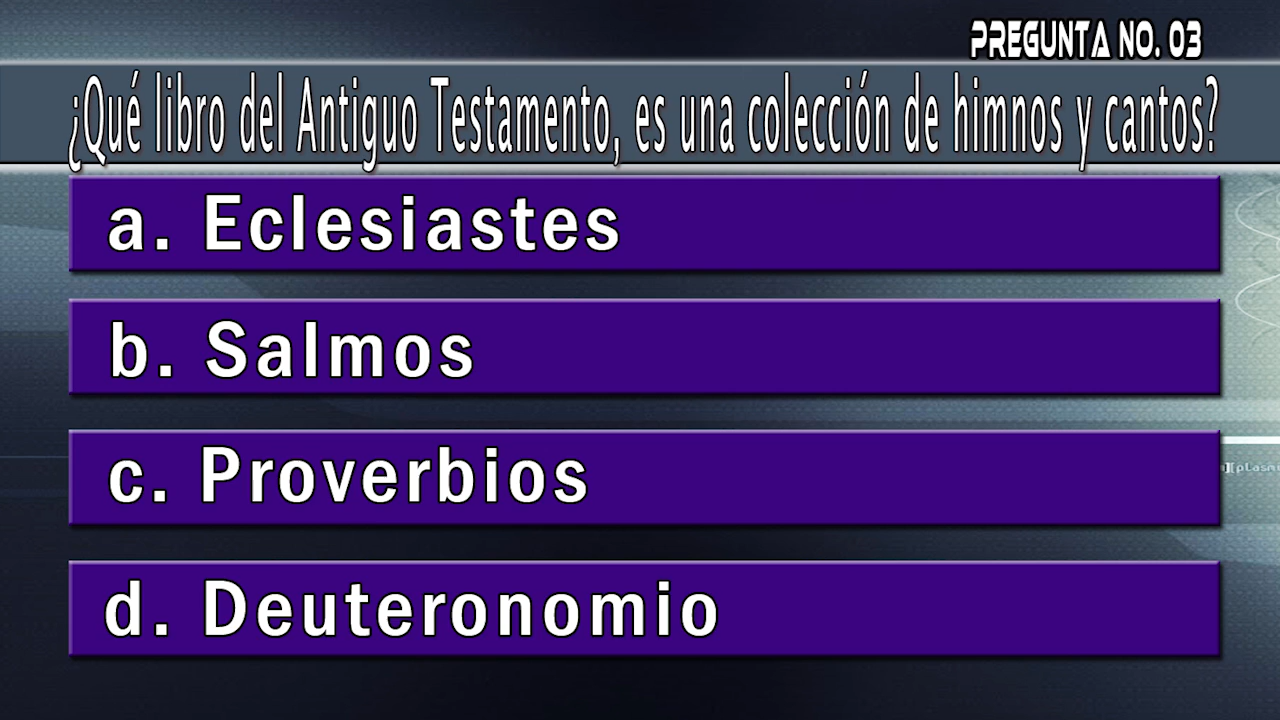 PREGUNTA NO. 03
¿Qué libro del Antiguo Testamento, es una colección de himnos y cantos?
a. Eclesiastes
b. Salmos
c. Proverbios
d. Deuteronomio